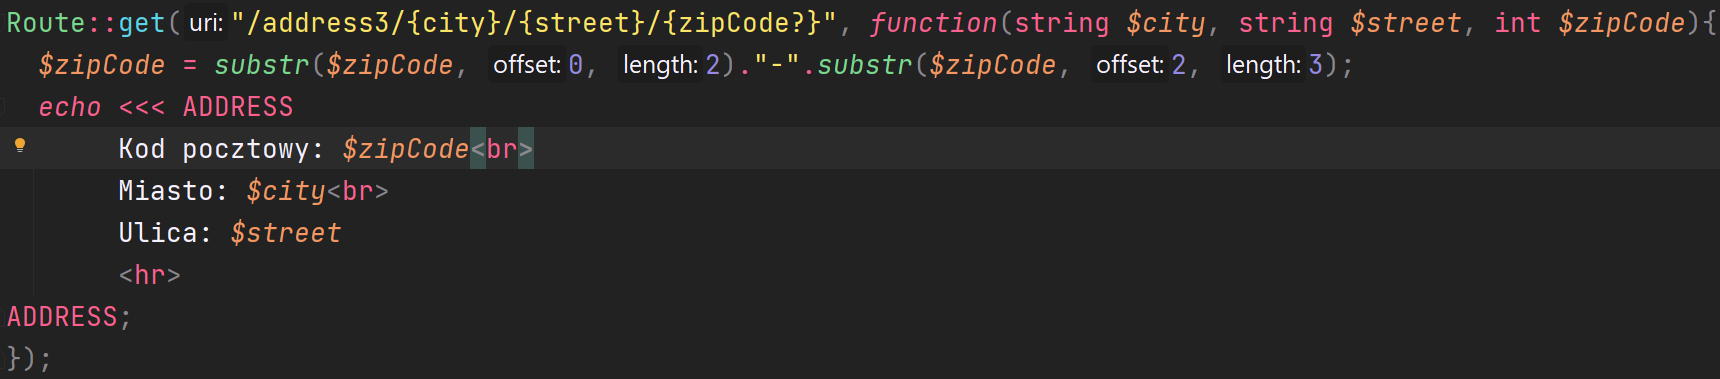 Route::get( uri: "/address3/{city}/{street}/{zipCode?}", function(string $city, string $street, int $zipCode){
$zipCode = substr($zipCode, offset: 0, length: 2)."-".substr($zipCode, offset: 2, length: 3);
echo <<< ADDRESS
Kod pocztowy: $zipCode<br>
Miasto: $city<br>
Ulica: $street
<hr>
ADDRESS;
});